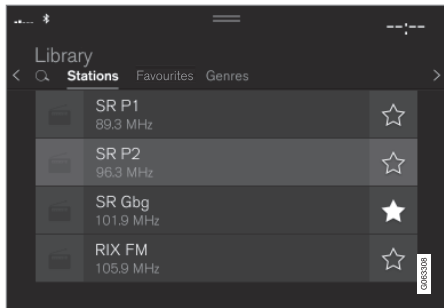 --:--
Library
Stations Favourites Genres
SR P1
89.3 MHz
SR P2
96.3 MHz
SR Gbg
101.9 MHz
RIX FM
105.9 MHz
G063308